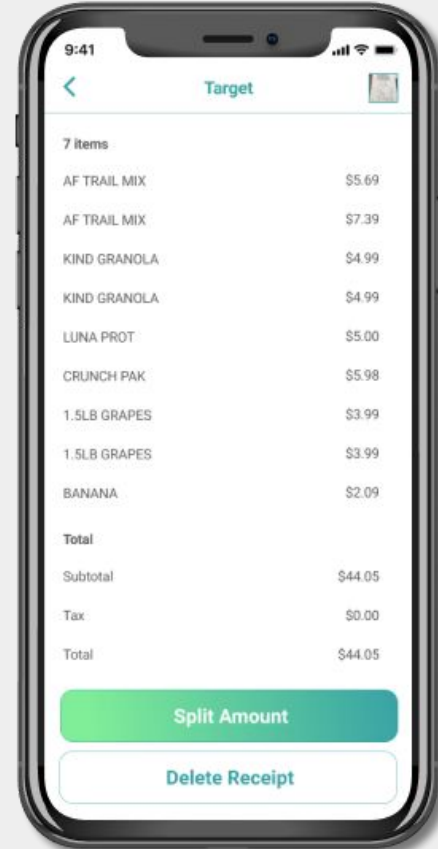 9:41
Target
7 items
AF TRAIL MIX $5.69
AF TRAIL MIX $7.39
KIND GRANOLA $4.99
KIND GRANOLA $4.99
LUNA PROT $5.00
CRUNCH PAK $5.98
1.5LB GRAPES $3.99
1.5LB GRAPES $3.99
BANANA $2.09
Total
Subtotal $44.05
Tax $0.00
Total $44.05
Split Amount
Delete Receipt